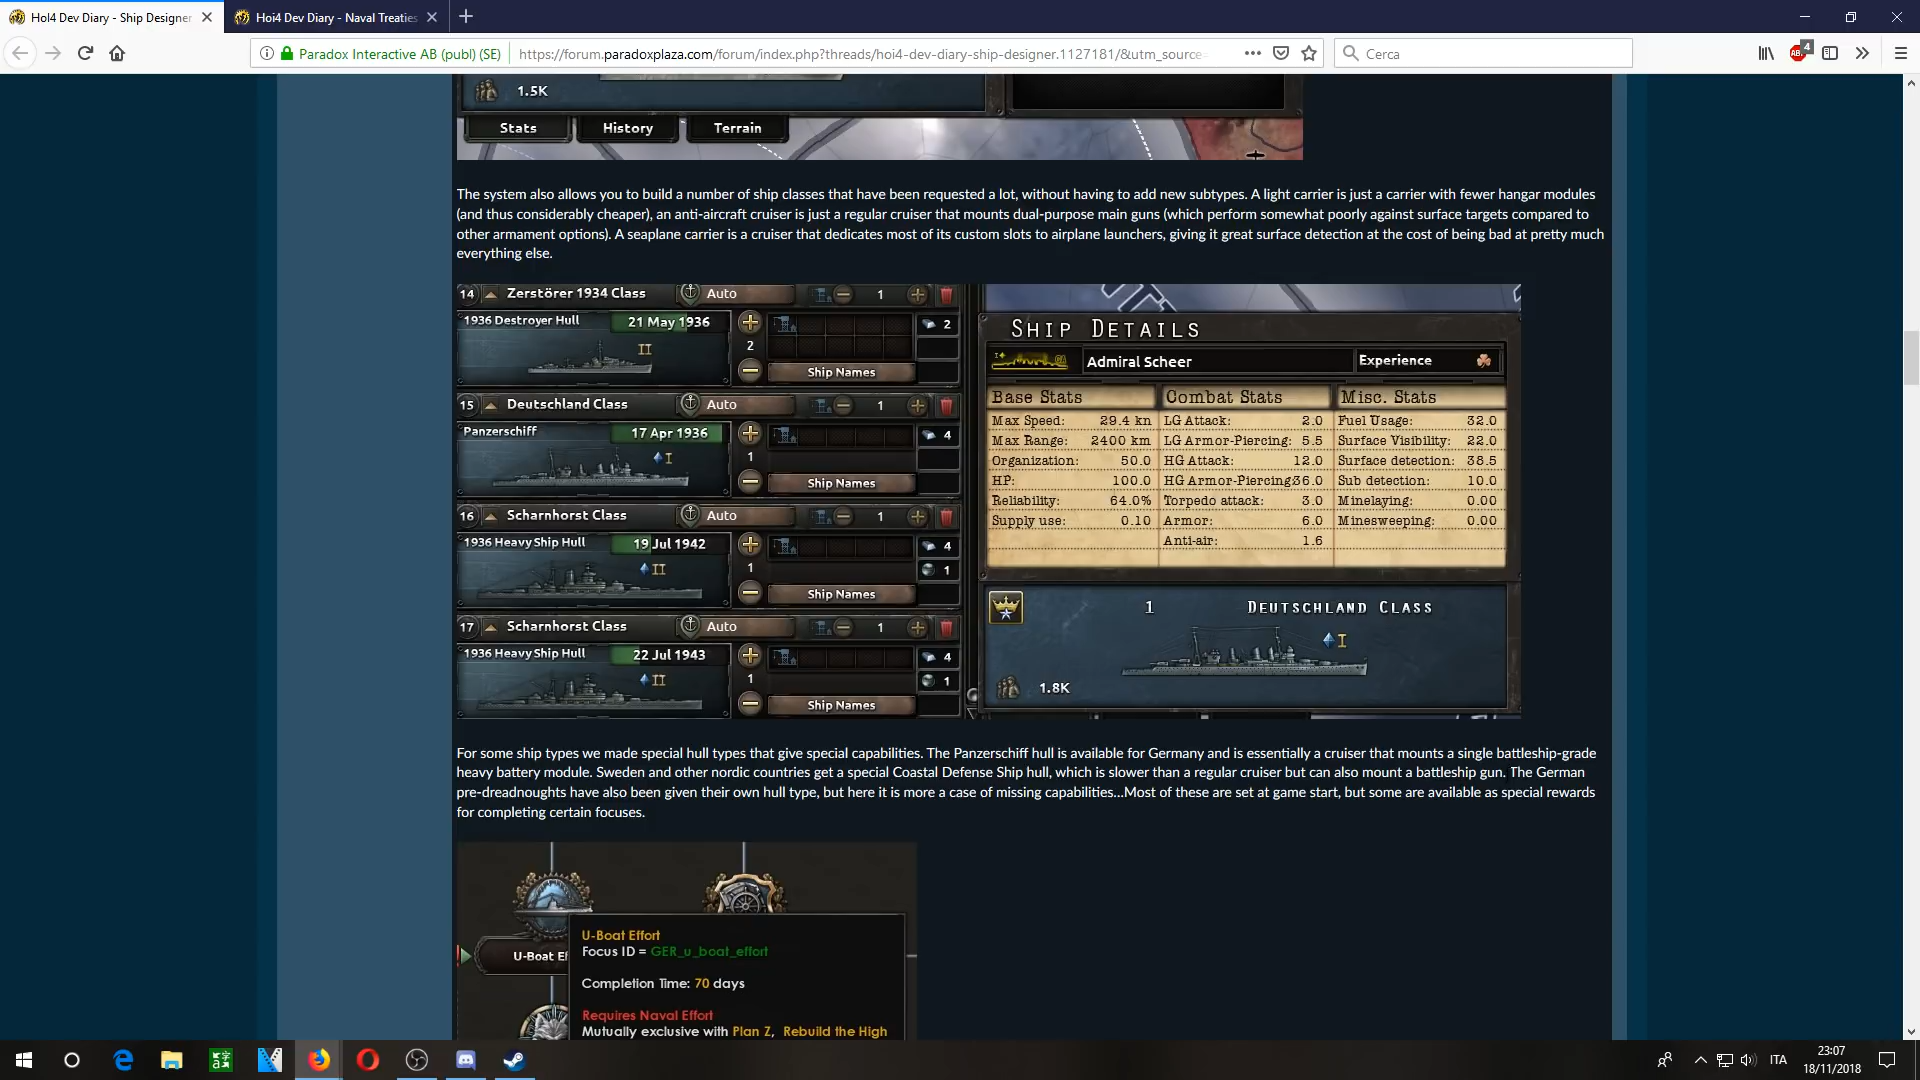 HoI4 Dev Diary - Ship Designer
Hoi4 Dev Diary - Naval Treaties
Paradox Interactive AB (publ) (SE)
https://forum.paradoxplaza.com/forum/index.php?threads/hoi4-dev-diary-ship-designer.1127181/&utm_source
Cerca
4
1.5K
Stats
History
Terrain
The system also allows you to build a number of ship classes that have been requested a lot, without having to add new subtypes. A light carrier is just a carrier with fewer hangar modules
(and thus considerably cheaper), an anti-aircraft cruiser is just a regular cruiser that mounts dual-purpose main guns (which perform somewhat poorly against surface targets compared to
other armament options). A seaplane carrier is a cruiser that dedicates most of its custom slots to airplane launchers, giving it great surface detection at the cost of being bad at pretty much
everything else.
14 Zerstörer 1934 Class Auto 1
1936 Destroyer Hull 21 May 1936 2
II
2
Ship Names
15 Deutschland Class Auto 1
Panzerschiff 17 Apr 1936 4
I
1
Ship Names
16 Scharnhorst Class Auto 1
1936 Heavy Ship Hull 19 Jul 1942 4
II 1 1
Ship Names
17 Scharnhorst Class Auto 1
1936 Heavy Ship Hull 22 Jul 1943 4
II 1 1
Ship Names
Ship Details
CA Admiral Scheer Experience
Base Stats Combat Stats Misc. Stats
Max Speed: 29.4 kn LG Attack: 2.0 Fuel Usage: 32.0
Max Range: 2400 km LG Armor-Piercing: 5.5 Surface Visibility: 22.0
Organization: 50.0 HG Attack: 12.0 Surface detection: 38.5
HP: 100.0 HG Armor-Piercing:36.0 Sub detection: 10.0
Reliability: 64.0% Torpedo attack: 3.0 Minelaying: 0.00
Supply use: 0.10 Armor: 6.0 Minesweeping: 0.00
Anti-air: 1.6
1 Deutschland Class
I
1.8K
For some ship types we made special hull types that give special capabilities. The Panzerschiff hull is available for Germany and is essentially a cruiser that mounts a single battleship-grade
heavy battery module. Sweden and other nordic countries get a special Coastal Defense Ship hull, which is slower than a regular cruiser but can also mount a battleship gun. The German
pre-dreadnoughts have also been given their own hull type, but here it is more a case of missing capabilities...Most of these are set at game start, but some are available as special rewards
for completing certain focuses.
U-Boat Ef
U-Boat Effort
Focus ID = GER_u_boat_effort
Completion Time: 70 days
Requires Naval Effort
Mutually exclusive with Plan Z, Rebuild the High
ITA
23:07
18/11/2018